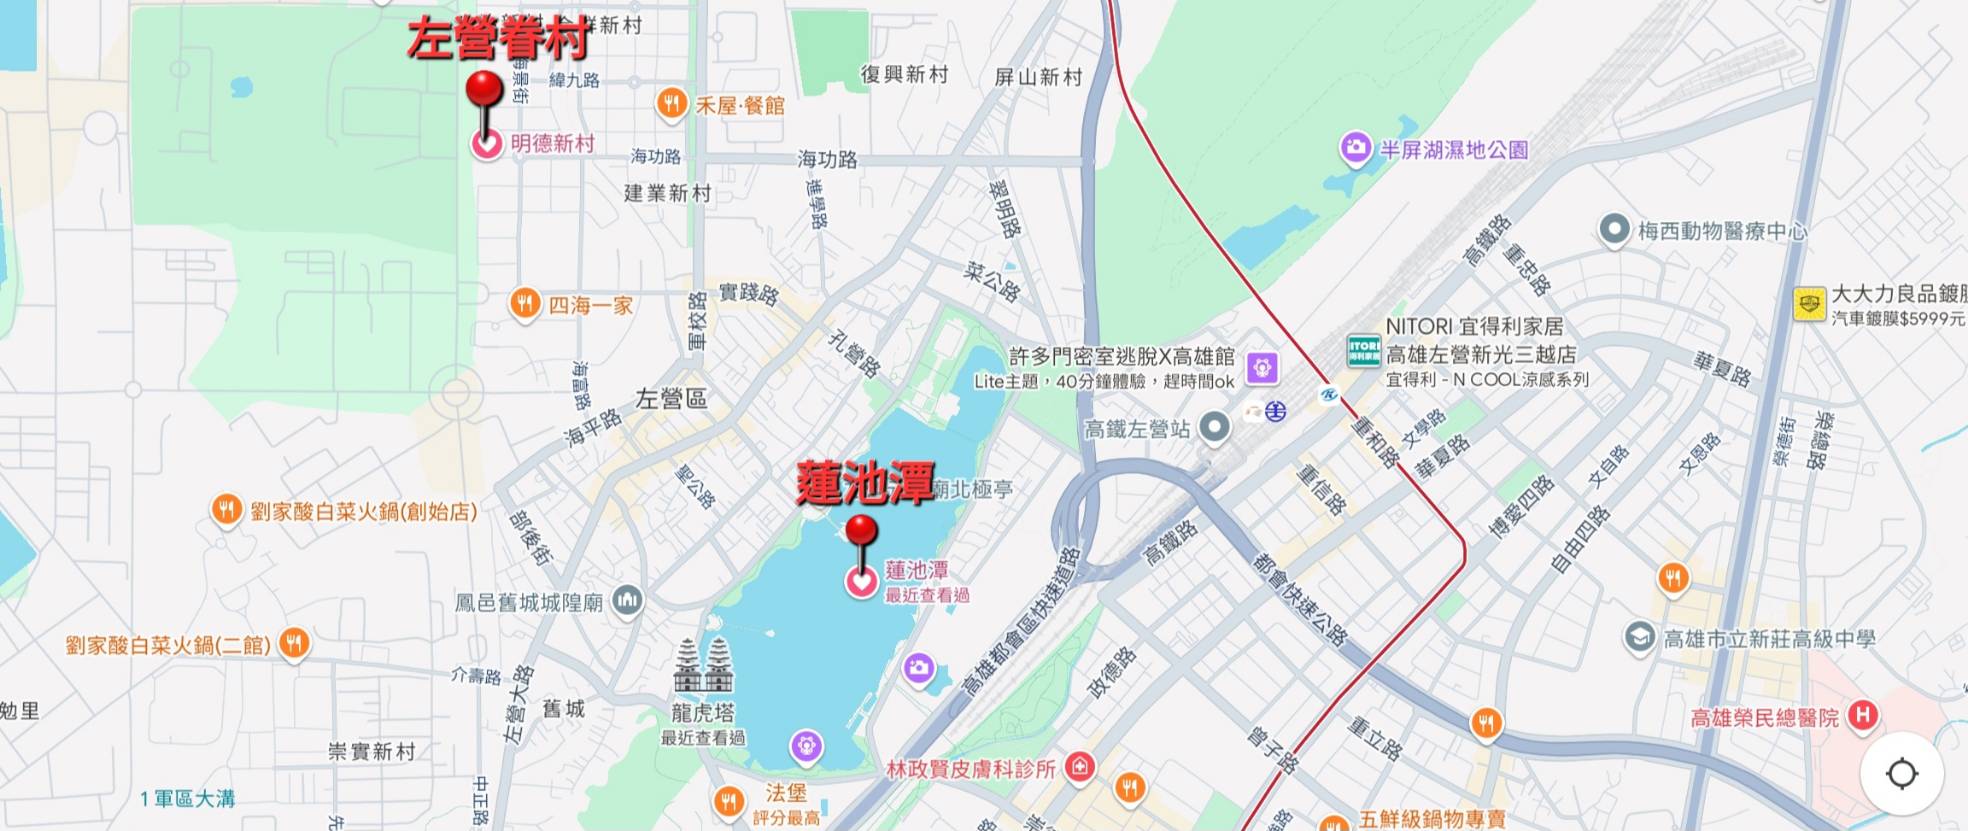 左營眷村
群新村
海景街
緯九路
復興新村
屏山新村
禾屋·餐館
明德新村
海功路
海功路
半屏湖濕地公園
建業新村
進學路
翠明路
高鐵路
重忠路
梅西動物醫療中心
菜公路
實踐路
四海一家
軍校路
孔營路
大大力良品鍍膜
汽車鍍膜$5999元
NITORI 宜得利家居
高雄左營新光三越店
宜得利 - N COOL涼感系列
ITORI
許多門密室逃脫X高雄館
Lite主題，40分鐘體驗，趕時間ok
華夏路
海富路
左營區
海平路
高鐵左營站
重和路
文學路
華夏路
榮德街
榮總路
文恩路
文自路
蓮池潭
廟北極亭
聖公路
重信路
博愛四路
劉家酸白菜火鍋(創始店)
部後街
高鐵路
自由四路
蓮池潭
最近查看過
高雄都會區快速道路
都會快速公路
鳳邑舊城城隍廟
劉家酸白菜火鍋(二館)
高雄市立新莊高級中學
介壽路
左營大路
政德路
勉里
舊城
龍虎塔
最近查看過
高雄榮民總醫院
H
崇實新村
曾子路
重立路
林政賢皮膚科診所
1 軍區大溝
中正路
法堡
評分最高
五鮮級鍋物專賣
先